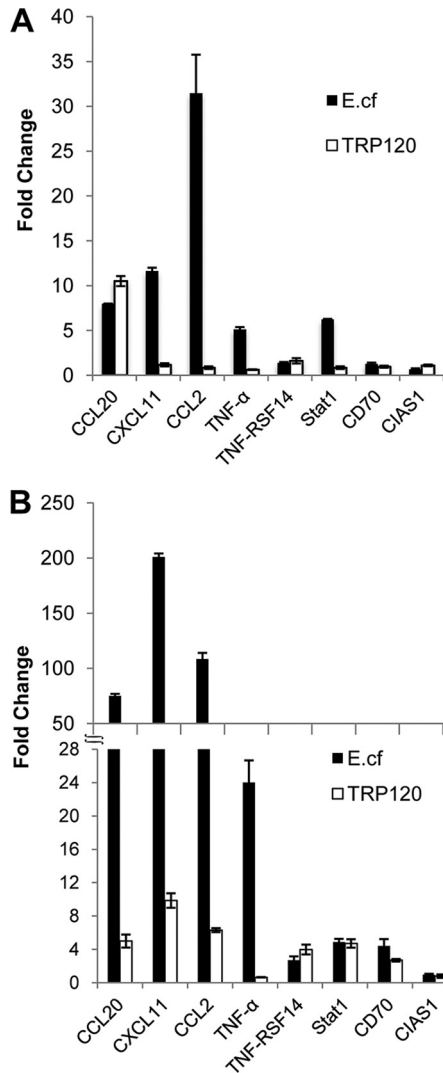 A
40
35
30
25
20
15
10
5
0
Fold Change
E.cf
TRP120
CCL20
CXCL11
CCL2
TNF-α
TNF-RSF14
Stat1
CD70
CIAS1
B
250
200
150
100
50
28
24
20
16
12
8
4
0
Fold Change
E.cf
TRP120
CCL20
CXCL11
CCL2
TNF-α
TNF-RSF14
Stat1
CD70
CIAS1